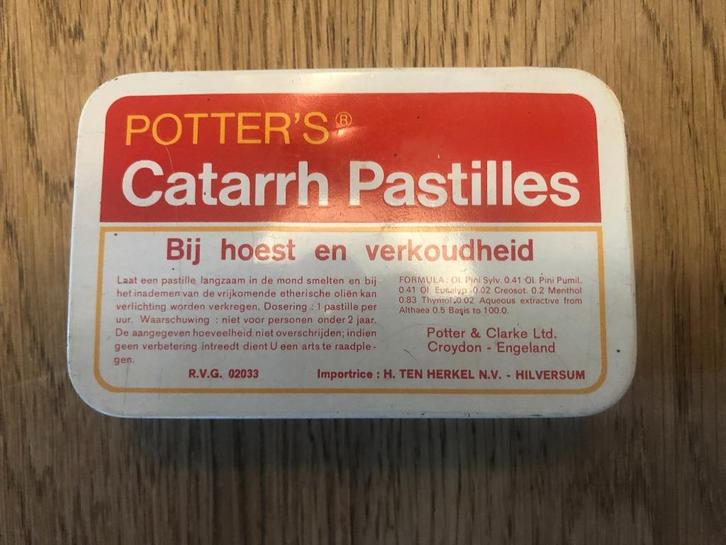 POTTER'S®
Catarrh Pastilles
Bij hoest en verkoudheid
Laat een pastille langzaam in de mond smelten en bij
het inademen van de vrijkomende etherische oliën kan
verlichting worden verkregen. Dosering : 1 pastille per
uur. Waarschuwing : niet voor personen onder 2 jaar.
De aangegeven hoeveelheid niet overschrijden; indien
geen verbetering intreedt dient U een arts te raadple-
gen.
R.V.G. 02033
FORMULA : Ol. Pini Sylv. 0.41 Ol. Pini Pumil.
0.41 Ol. Eucalyp. 0.02 Creosot. 0.2 Menthol
0.83 Thymol 0.02 Aqueous extractive from
Althaea 0.5 Basis to 100.0.
Potter & Clarke Ltd.
Croydon - Engeland
Importrice : H. TEN HERKEL N.V. - HILVERSUM